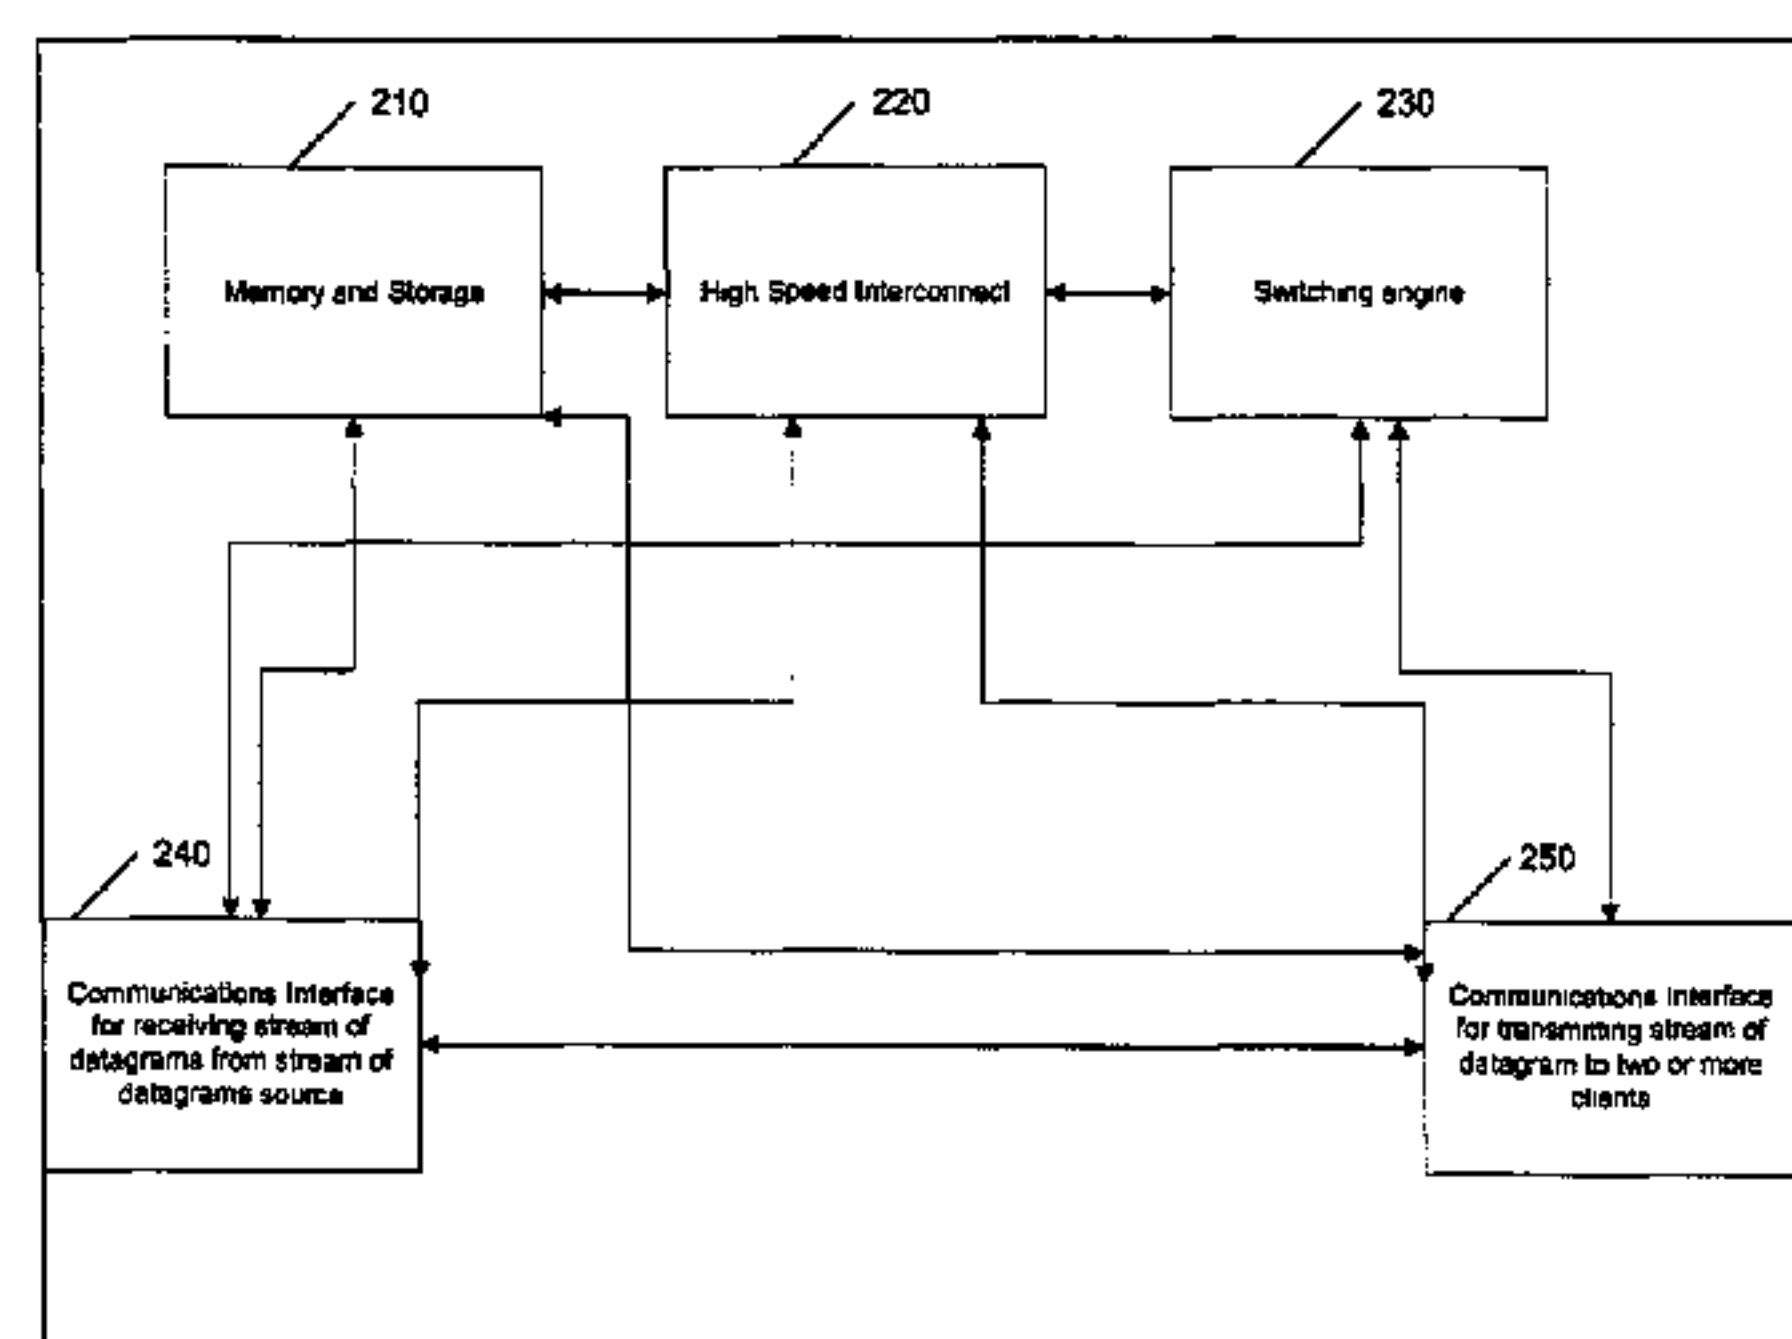 210
220
230
Memory and Storage
High Speed Interconnect
Switching engine
240
250
Communications Interface
for receiving stream of
datagrams from stream of
datagrams source
Communications Interface
for transmitting stream of
datagram to two or more
clients